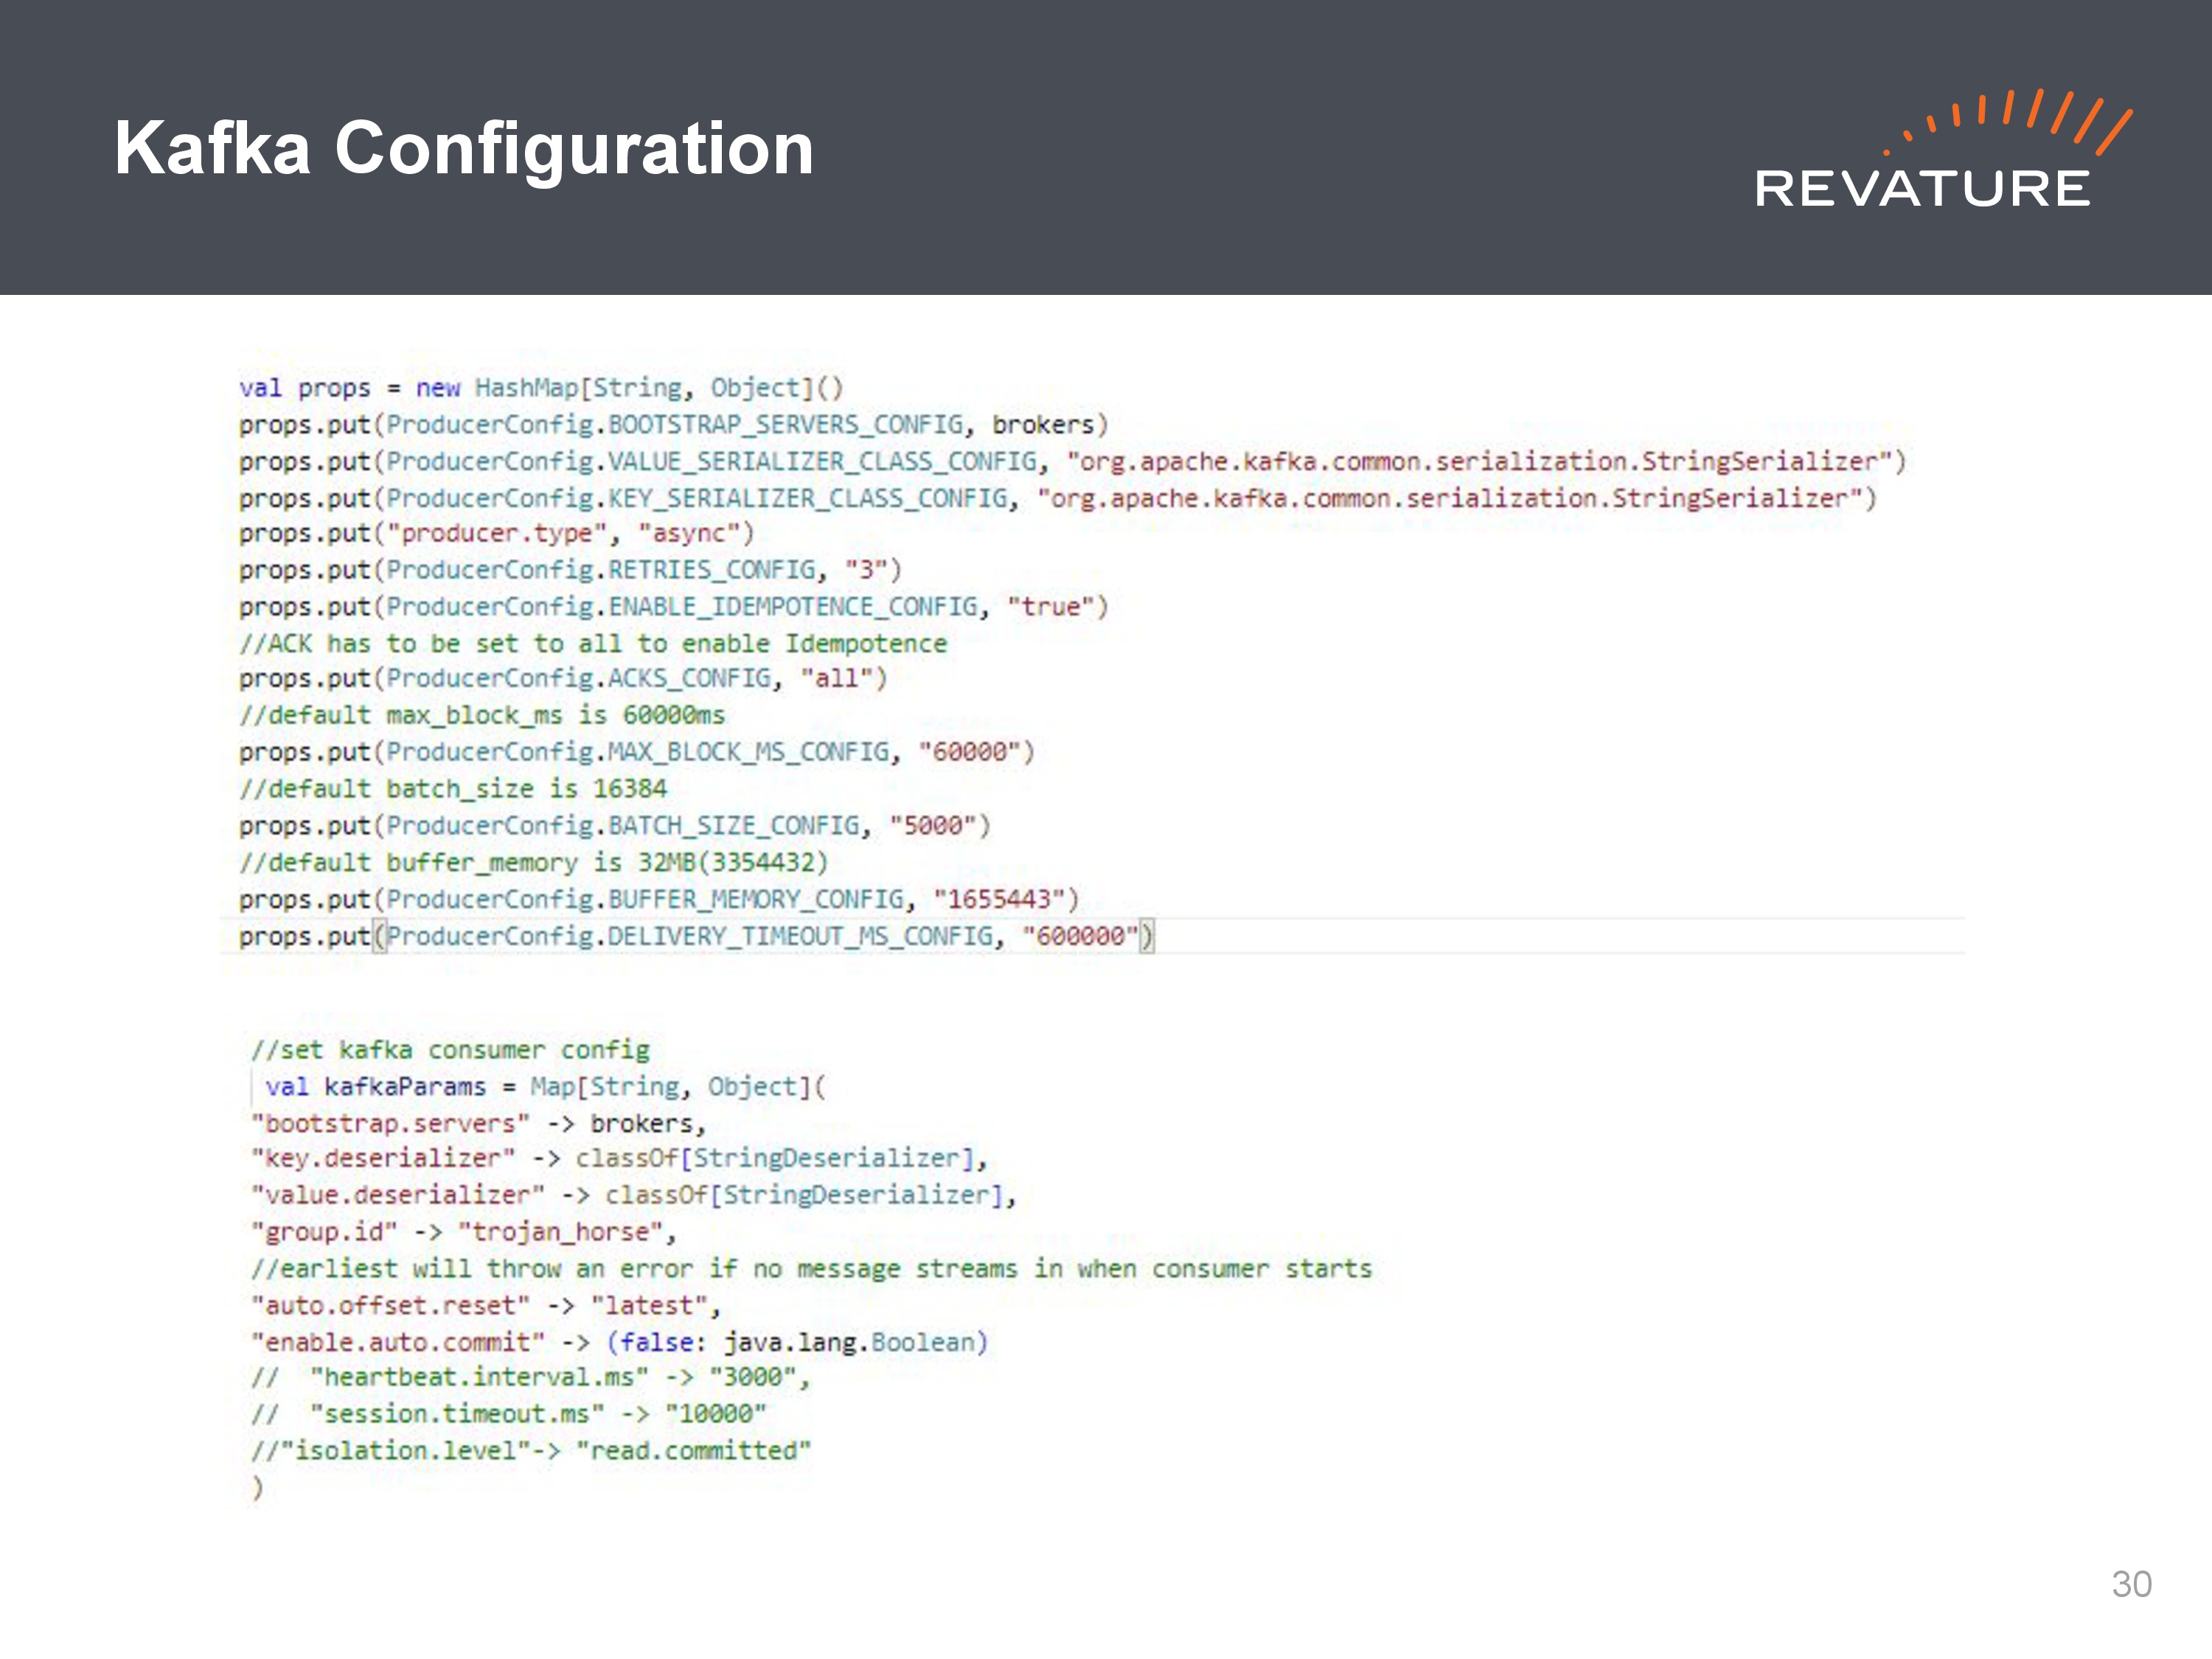 Kafka Configuration
REVATURE
val props = new HashMap[String, Object]()
props.put(ProducerConfig.BOOTSTRAP_SERVERS_CONFIG, brokers)
props.put(ProducerConfig.VALUE_SERIALIZER_CLASS_CONFIG, "org.apache.kafka.common.serialization.StringSerializer")
props.put(ProducerConfig.KEY_SERIALIZER_CLASS_CONFIG, "org.apache.kafka.common.serialization.StringSerializer")
props.put("producer.type", "async")
props.put(ProducerConfig.RETRIES_CONFIG, "3")
props.put(ProducerConfig.ENABLE_IDEMPOTENCE_CONFIG, "true")
//ACK has to be set to all to enable Idempotence
props.put(ProducerConfig.ACKS_CONFIG, "all")
//default max_block_ms is 60000ms
props.put(ProducerConfig.MAX_BLOCK_MS_CONFIG, "60000")
//default batch_size is 16384
props.put(ProducerConfig.BATCH_SIZE_CONFIG, "5000")
//default buffer_memory is 32MB(3354432)
props.put(ProducerConfig.BUFFER_MEMORY_CONFIG, "1655443")
props.put(ProducerConfig.DELIVERY_TIMEOUT_MS_CONFIG, "600000")
//set kafka consumer config
val kafkaParams = Map[String, Object](
"bootstrap.servers" -> brokers,
"key.deserializer" -> classOf[StringDeserializer],
"value.deserializer" -> classOf[StringDeserializer],
"group.id" -> "trojan_horse",
//earliest will throw an error if no message streams in when consumer starts
"auto.offset.reset" -> "latest",
"enable.auto.commit" -> (false: java.lang.Boolean)
//  "heartbeat.interval.ms" -> "3000",
//  "session.timeout.ms" -> "10000"
//"isolation.level"-> "read.committed"
)
30